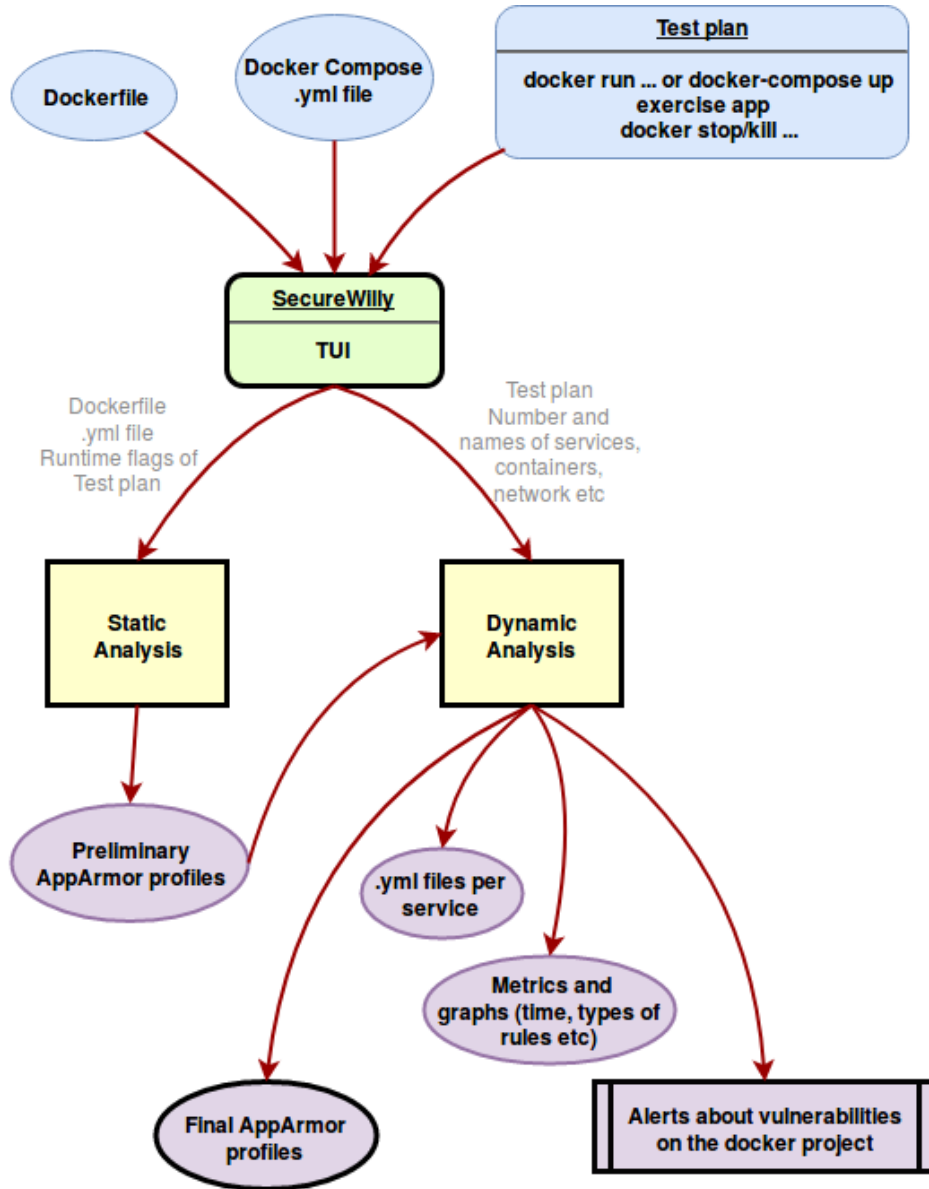 Test plan
docker run ... or docker-compose up
exercise app
docker stop/kill ...
Docker Compose
.yml file
Dockerfile
SecureWilly
TUI
Dockerfile
.yml file
Runtime flags of
Test plan
Test plan
Number and
names of services,
containers,
network etc
Static
Analysis
Dynamic
Analysis
Preliminary
AppArmor profiles
.yml files per
service
Metrics and
graphs (time, types of
rules etc)
Final AppArmor
profiles
Alerts about vulnerabilities
on the docker project